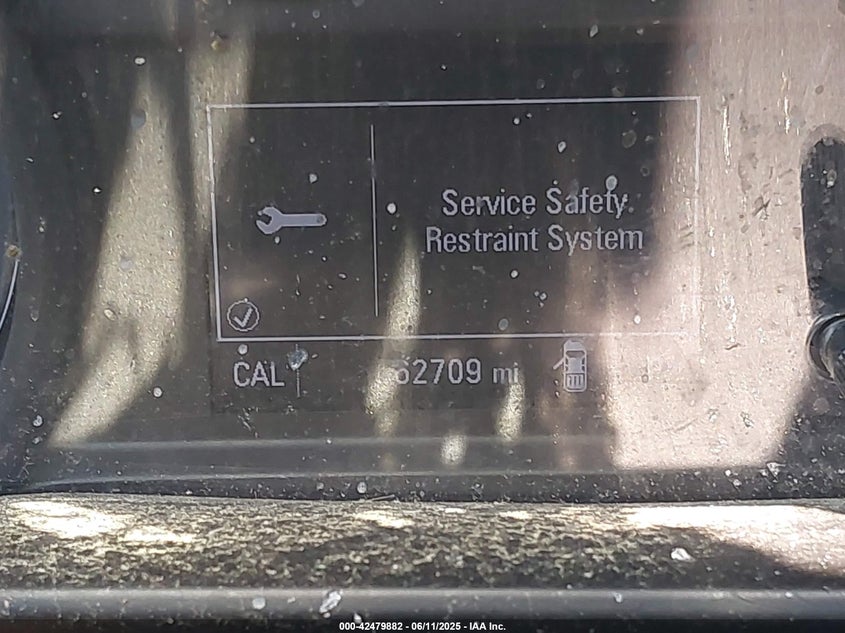 Service Safety
Restraint System
CAL
62709 mi
000-42479882 - 06/11/2025 - IAA Inc.